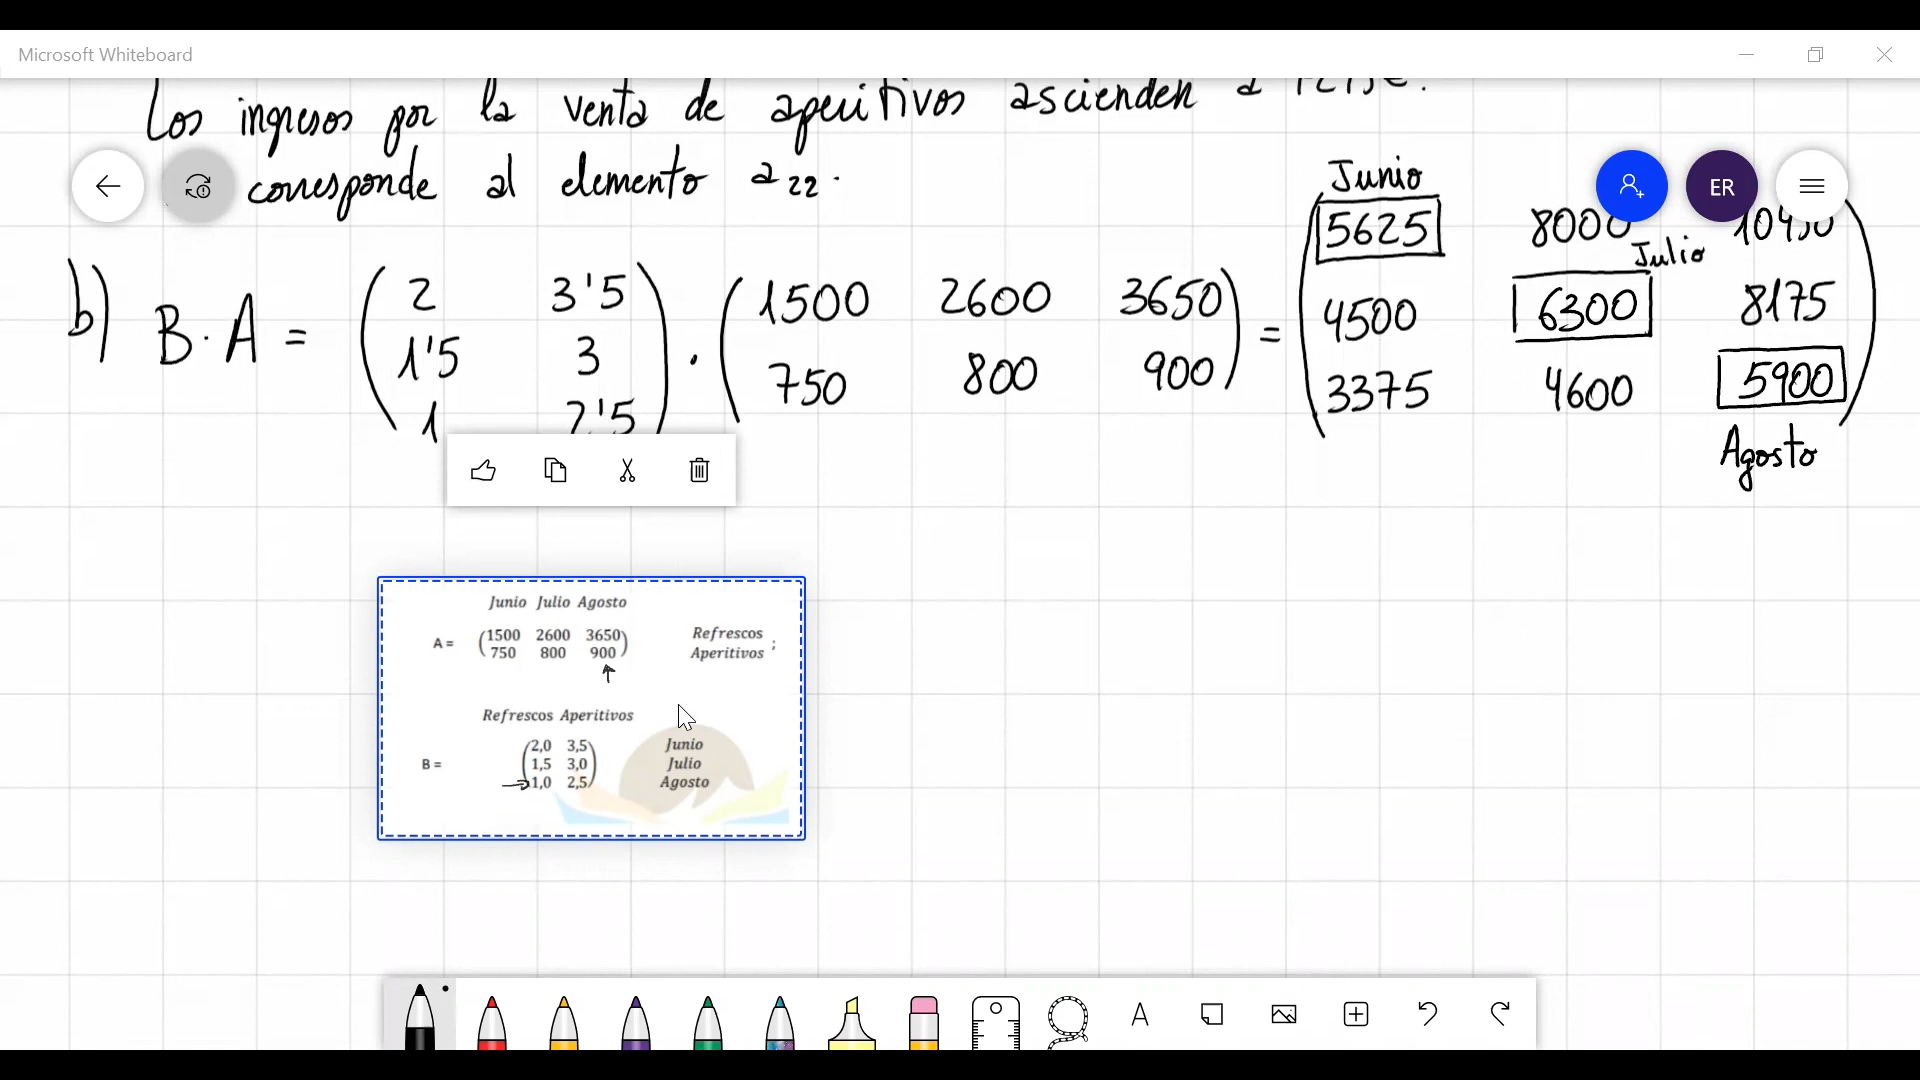 Microsoft Whiteboard
Los ingresos por la venta de aperitivos ascienden a
corresponde al elemento a22.
ER
b) B·A = ( 2 3'5 ) · ( 1500 2600 3650 ) = ( Junio 5625 8000
1'5 3 750 800 900 4500 6300 Julio 8175
1 2'5 3375 4600 5900 )
Agosto
Junio Julio Agosto
A = (1500 2600 3650) Refrescos
750 800 900 Aperitivos ;
Refrescos Aperitivos
(2,0 3,5) Junio
B = 1,5 3,0 Julio
1,0 2,5 Agosto